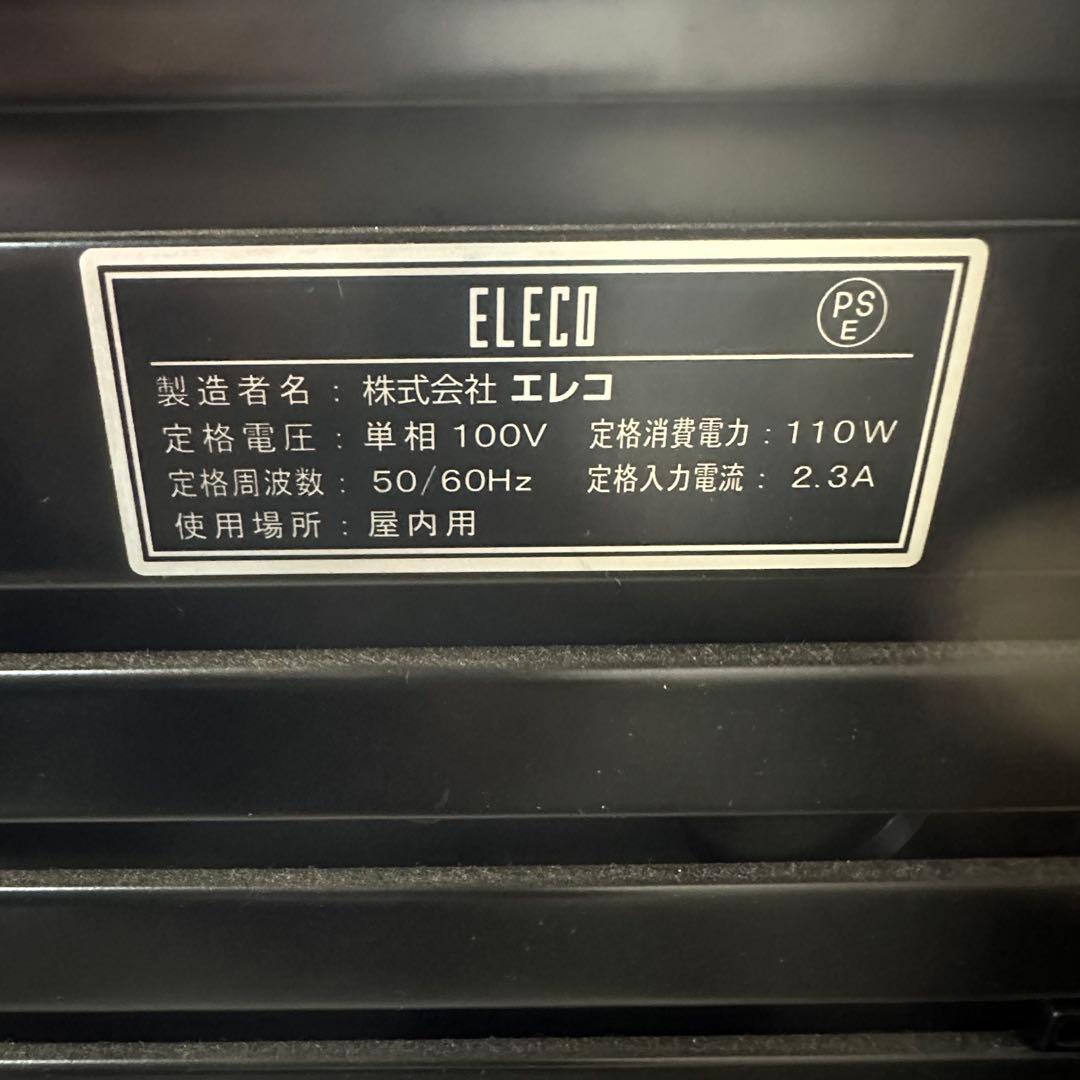 ELECO
PS
E
製造者名：株式会社 エレコ
定格電圧：単相 100V　定格消費電力：110W
定格周波数：50/60Hz　定格入力電流：2.3A
使用場所：屋内用